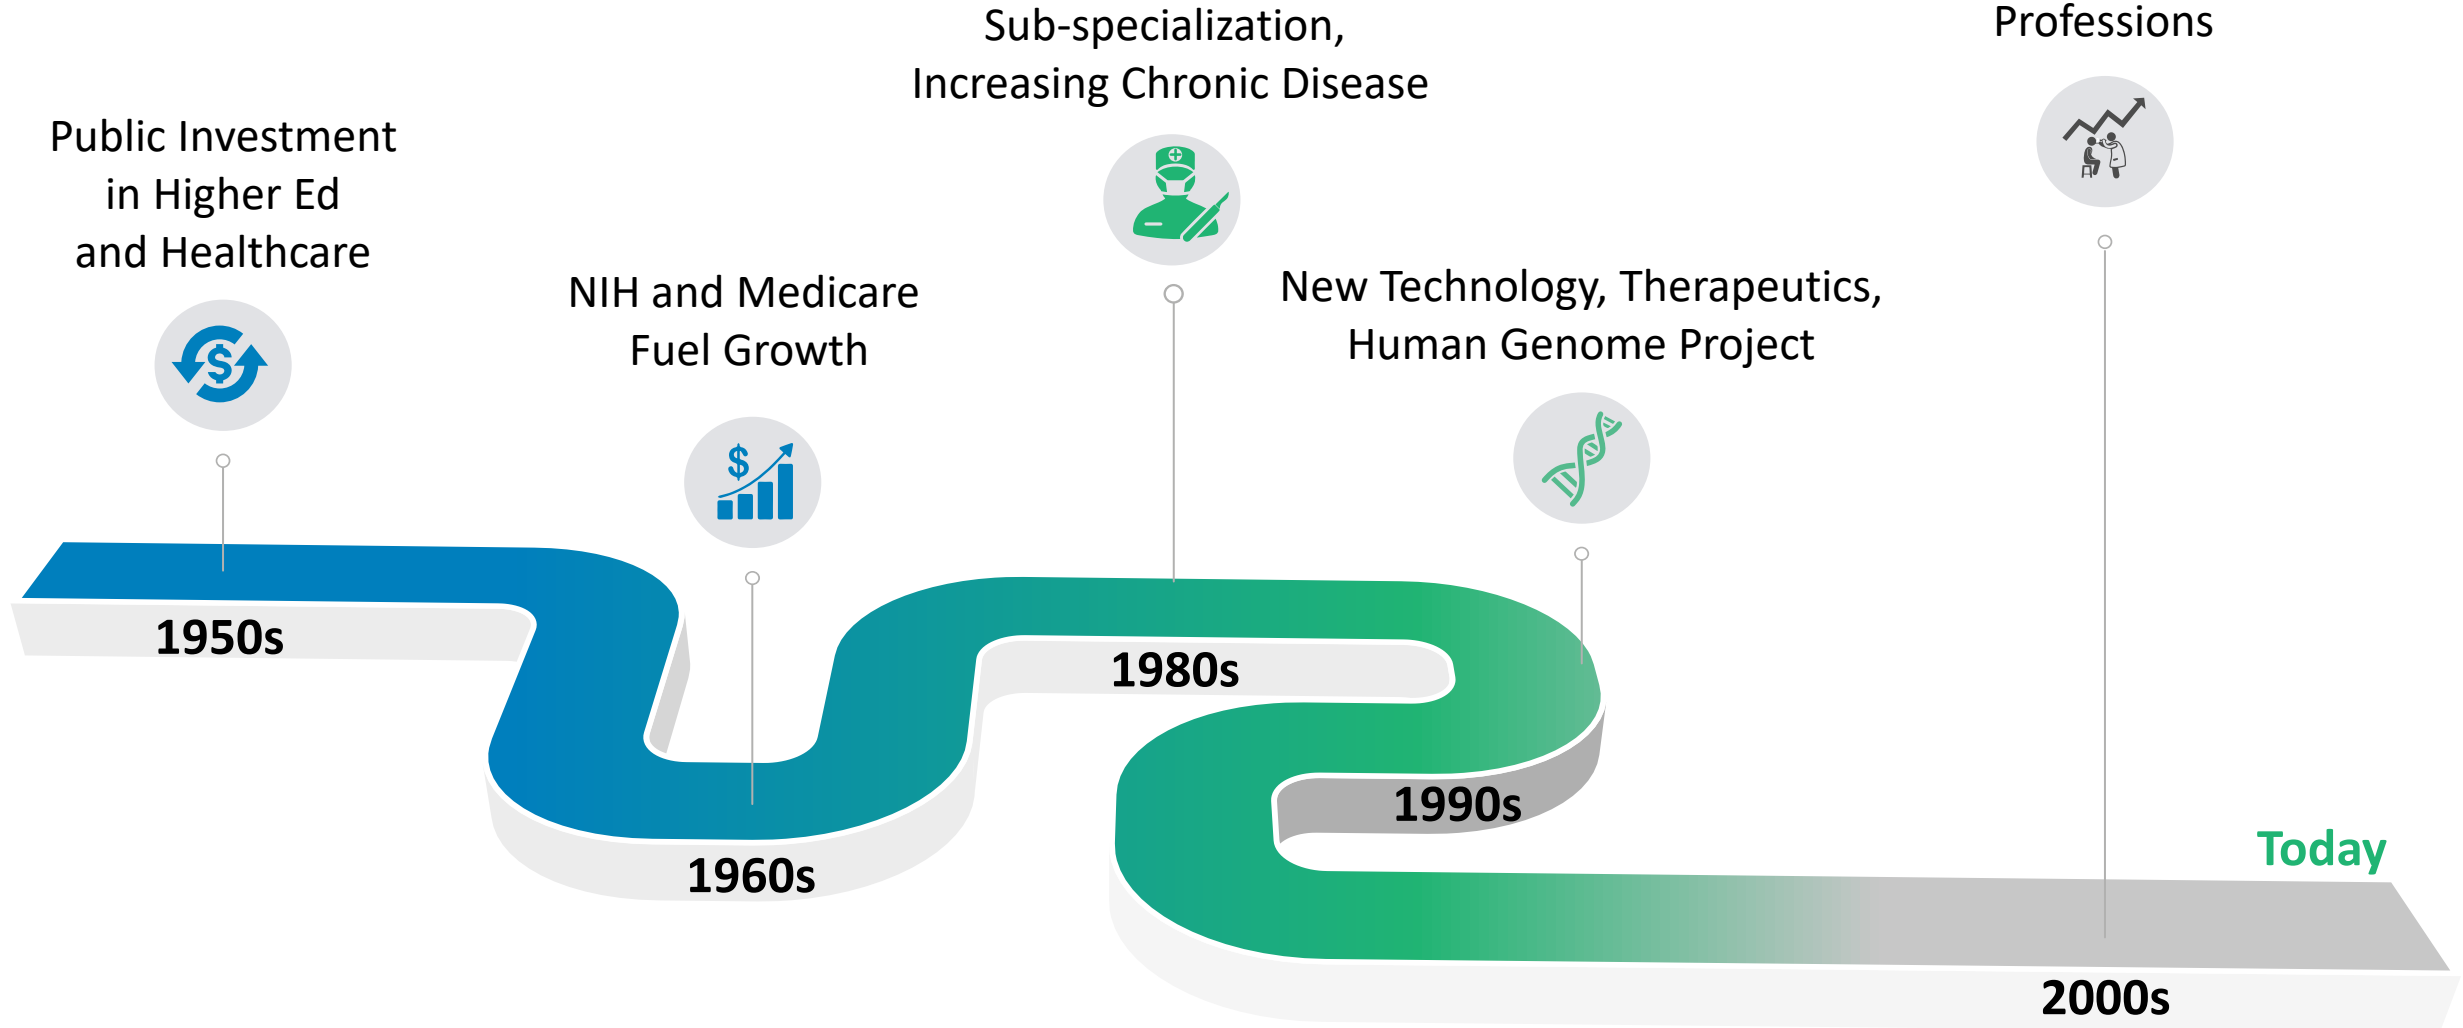 Public Investment
in Higher Ed
and Healthcare
1950s
NIH and Medicare
Fuel Growth
$
1960s
Sub-specialization,
Increasing Chronic Disease
1980s
New Technology, Therapeutics,
Human Genome Project
1990s
Professions
2000s
Today
$